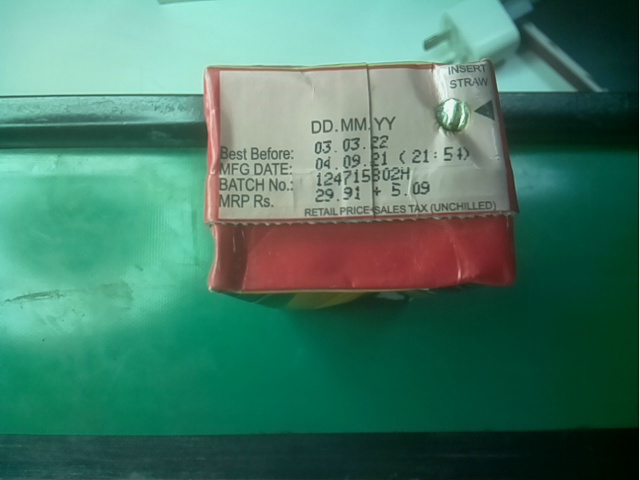 INSERT
STRAW
DD.MM.YY
Best Before: 03.03.22
MFG DATE: 04.09.21 ( 21:54)
BATCH No.: 124715302H
MRP Rs. 29.91 + 5.09
RETAIL PRICE+SALES TAX (UNCHILLED)